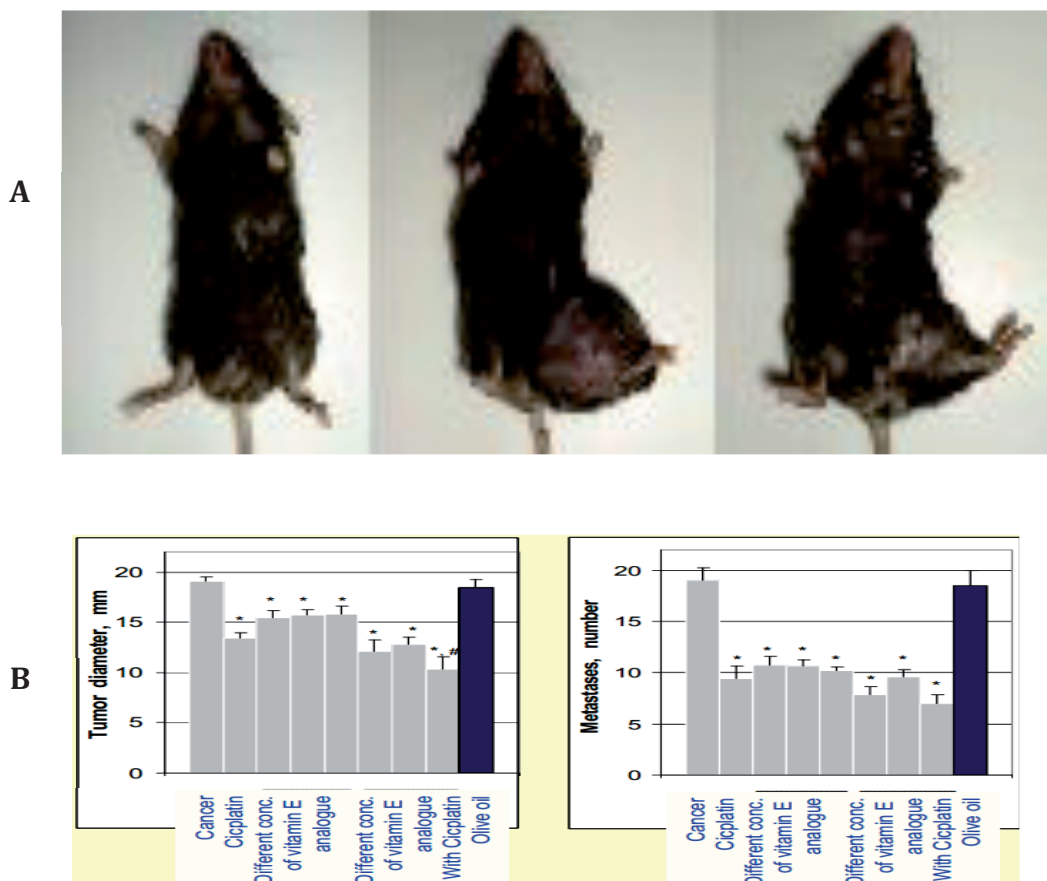 A
B
Tumor diameter, mm
20
15
10
5
0
* * * * * * *, #
Cancer
Cicplatin
Different conc.
of vitamin E
analogue
Different conc.
of vitamin E
analogue
With Cicplatin
Olive oil
Metastases, number
20
15
10
5
0
* * * * * * *
Cancer
Cicplatin
Different conc.
of vitamin E
analogue
Different conc.
of vitamin E
analogue
With Cicplatin
Olive oil